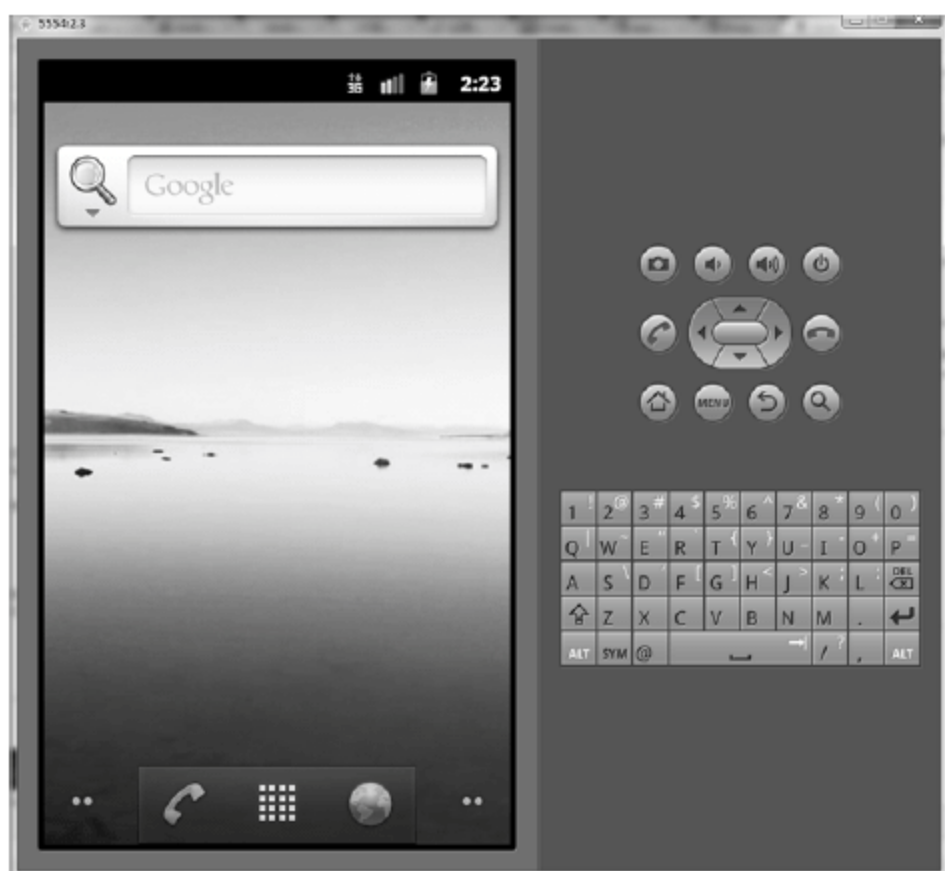 5554:2.3
3G 2:23
Google
MENU
1 ! 2 @ 3 # 4 $ 5 % 6 ^ 7 & 8 * 9 ( 0 )
Q | W ~ E " R ` T { Y } U _ I - O + P =
A S \ D ' F [ G ] H < J > K ; L : DEL
Z X C V B N M .
ALT SYM @ / ? , ALT